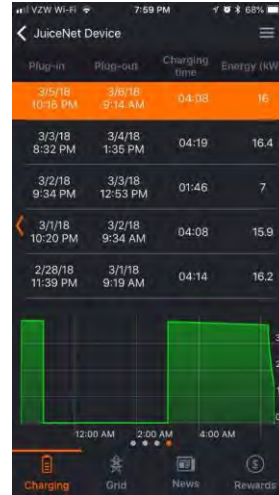 VZW Wi-Fi 7:59 PM 68%
JuiceNet Device
Plug-in Plug-out Charging time Energy (kW
3/5/18 10:16 PM 3/6/18 9:14 AM 04:08 16
3/3/18 8:32 PM 3/4/18 1:35 PM 04:19 16.4
3/2/18 9:34 PM 3/3/18 12:53 PM 01:46 7
3/1/18 10:20 PM 3/2/18 9:34 AM 04:08 15.9
2/28/18 11:39 PM 3/1/18 9:19 AM 04:14 16.2
3
2
1
0
12:00 AM 2:00 AM 4:00 AM
Charging Grid News Rewards